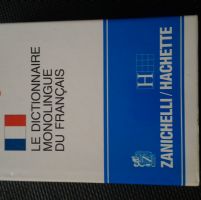 LE DICTIONNAIRE
MONOLINGUE
DU FRANÇAIS
H
Z
ZANICHELLI/HACHETTE